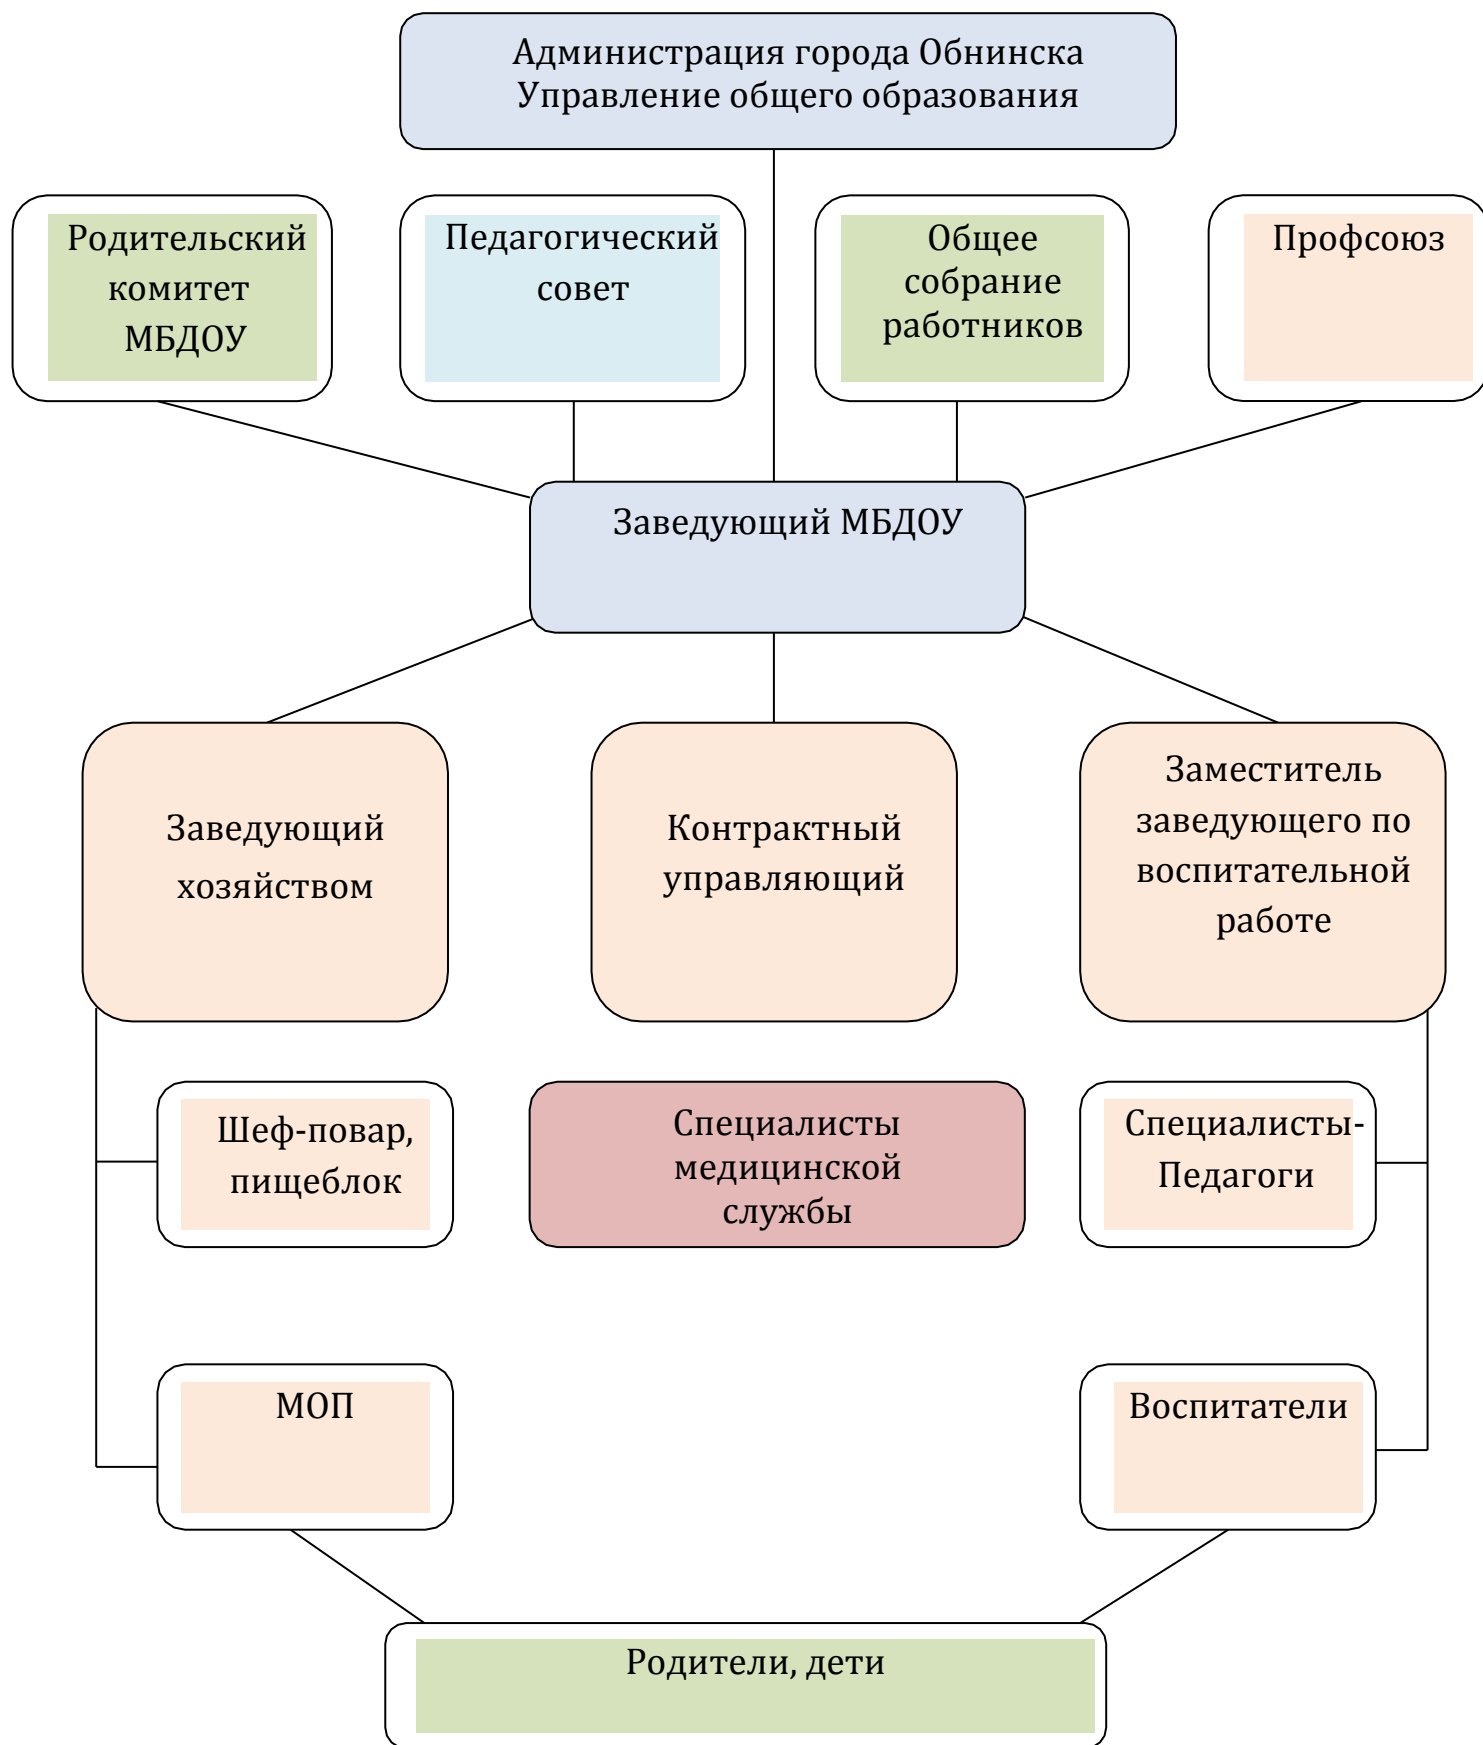 Администрация города Обнинска
Управление общего образования
Родительский
комитет
МБДОУ
Педагогический
совет
Общее
собрание
работников
Профсоюз
Заведующий МБДОУ
Заведующий
хозяйством
Контрактный
управляющий
Заместитель
заведующего по
воспитательной
работе
Шеф-повар,
пищеблок
Специалисты
медицинской
службы
Специалисты-
Педагоги
МОП
Воспитатели
Родители, дети